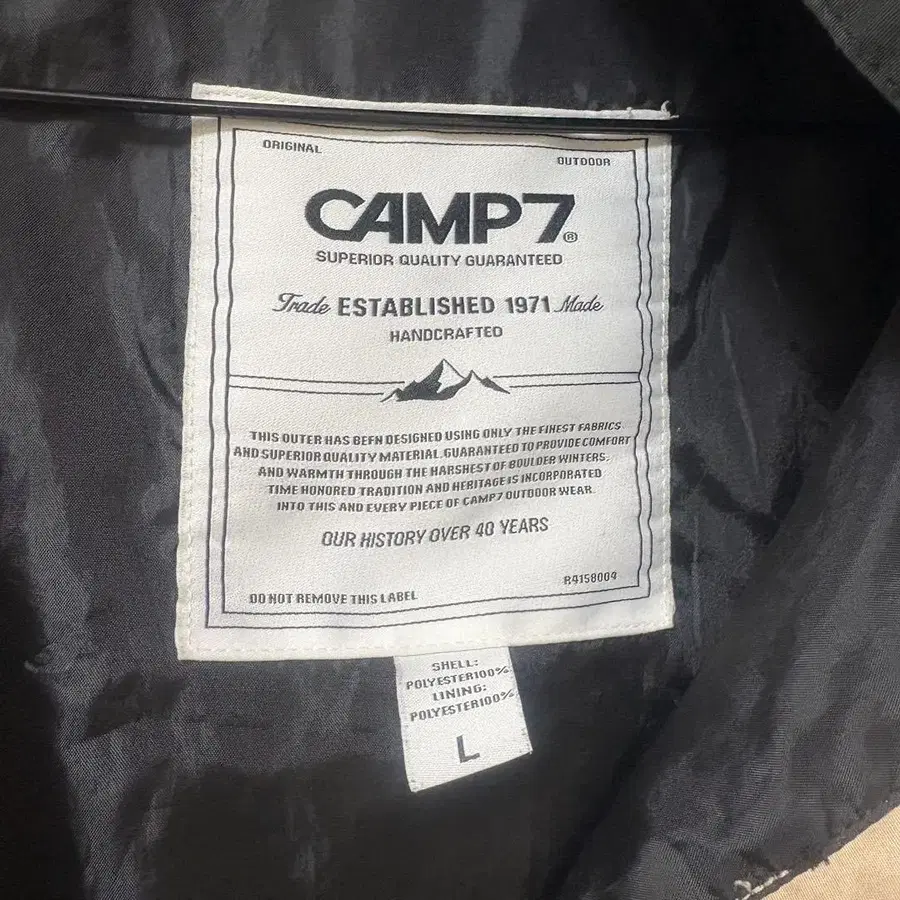 ORIGINAL
OUTDOOR
CAMP7®
SUPERIOR QUALITY GUARANTEED
Trade ESTABLISHED 1971 Made
HANDCRAFTED
THIS OUTER HAS BEEN DESIGNED USING ONLY THE FINEST FABRICS
AND SUPERIOR QUALITY MATERIAL. GUARANTEED TO PROVIDE COMFORT
AND WARMTH THROUGH THE HARSHEST OF BOULDER WINTERS.
TIME HONORED TRADITION AND HERITAGE IS INCORPORATED
INTO THIS AND EVERY PIECE OF CAMP7 OUTDOOR WEAR.
OUR HISTORY OVER 40 YEARS
R4158004
DO NOT REMOVE THIS LABEL
SHELL:
POLYESTER100%
LINING:
POLYESTER100%
L